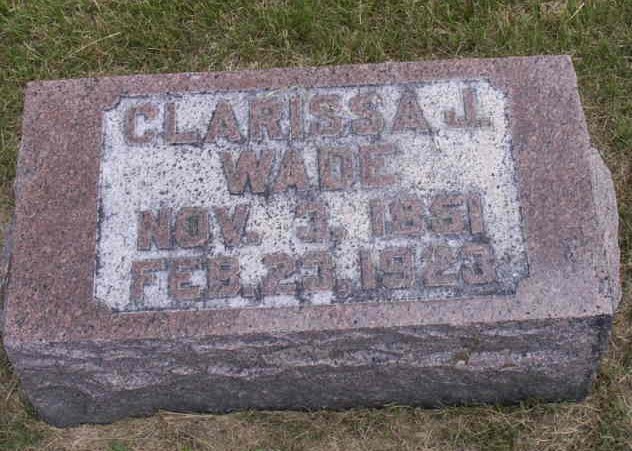 CLARISSA J.
WADE
NOV. 3, 1851
FEB. 23, 1923